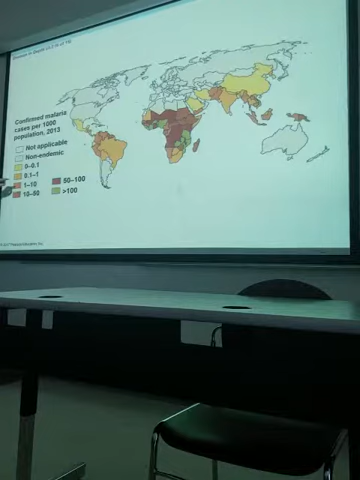 Confirmed malaria
cases per 1000
population, 2013
Not applicable
Non-endemic
0–0.1
0.1–1
1–10
10–50
50–100
>100